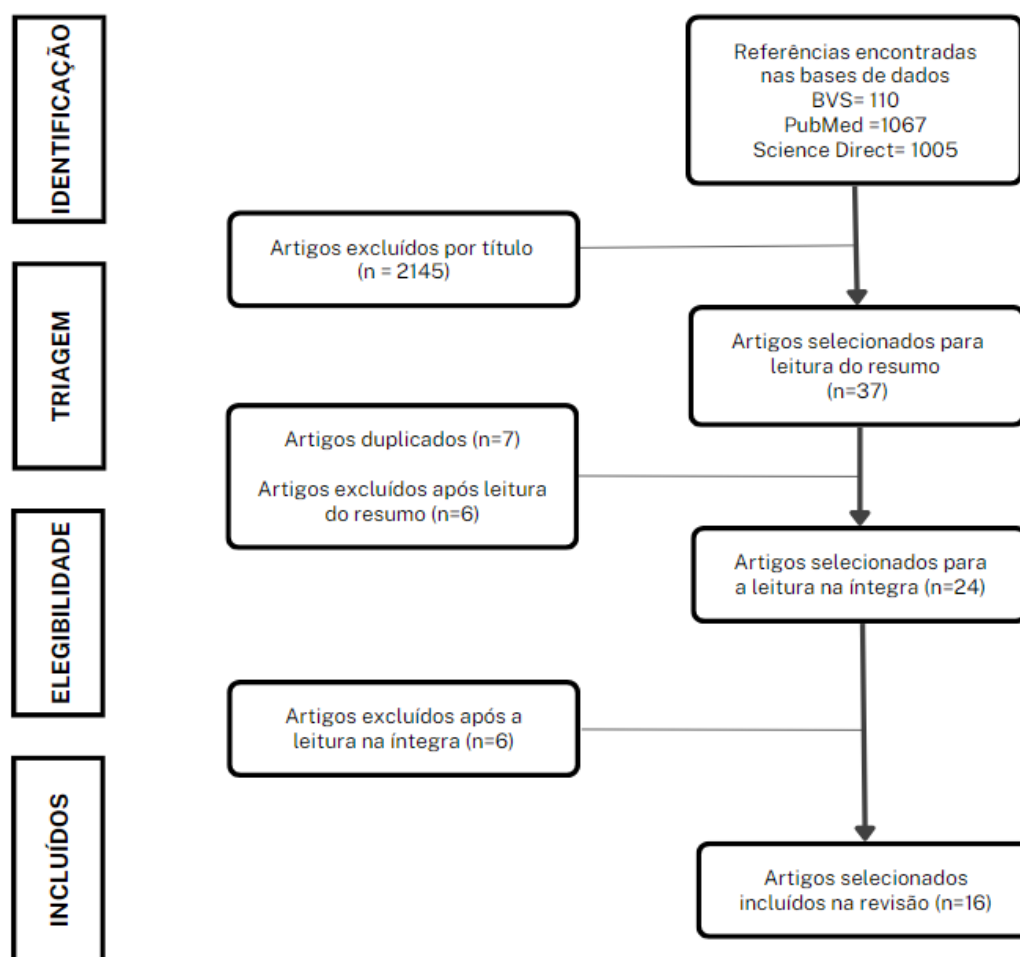 IDENTIFICAÇÃO
Referências encontradas
nas bases de dados
BVS= 110
PubMed =1067
Science Direct= 1005
Artigos excluídos por título
(n = 2145)
TRIAGEM
Artigos selecionados para
leitura do resumo
(n=37)
Artigos duplicados (n=7)
Artigos excluídos após leitura
do resumo (n=6)
ELEGIBILIDADE
Artigos selecionados para
a leitura na íntegra (n=24)
Artigos excluídos após a
leitura na íntegra (n=6)
INCLUÍDOS
Artigos selecionados
incluídos na revisão (n=16)